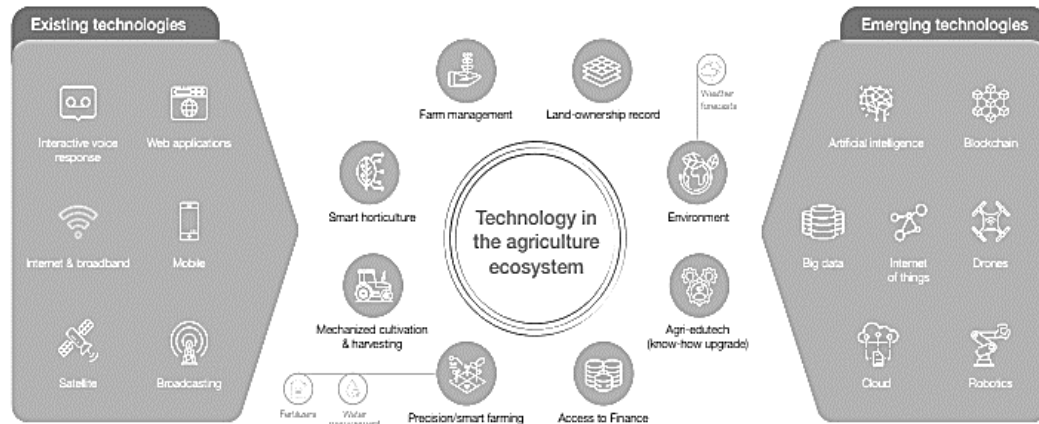 Existing technologies
Interactive voice
response
Web applications
Internet & broadband
Mobile
Satellite
Broadcasting
Farm management
Land-ownership record
Weather
forecasts
Smart horticulture
Environment
Technology in
the agriculture
ecosystem
Mechanized cultivation
& harvesting
Agri-edutech
(know-how upgrade)
Fertilizers
Water
Precision/smart farming
Access to Finance
Emerging technologies
Artificial intelligence
Blockchain
Big data
Internet
of things
Drones
Cloud
Robotics